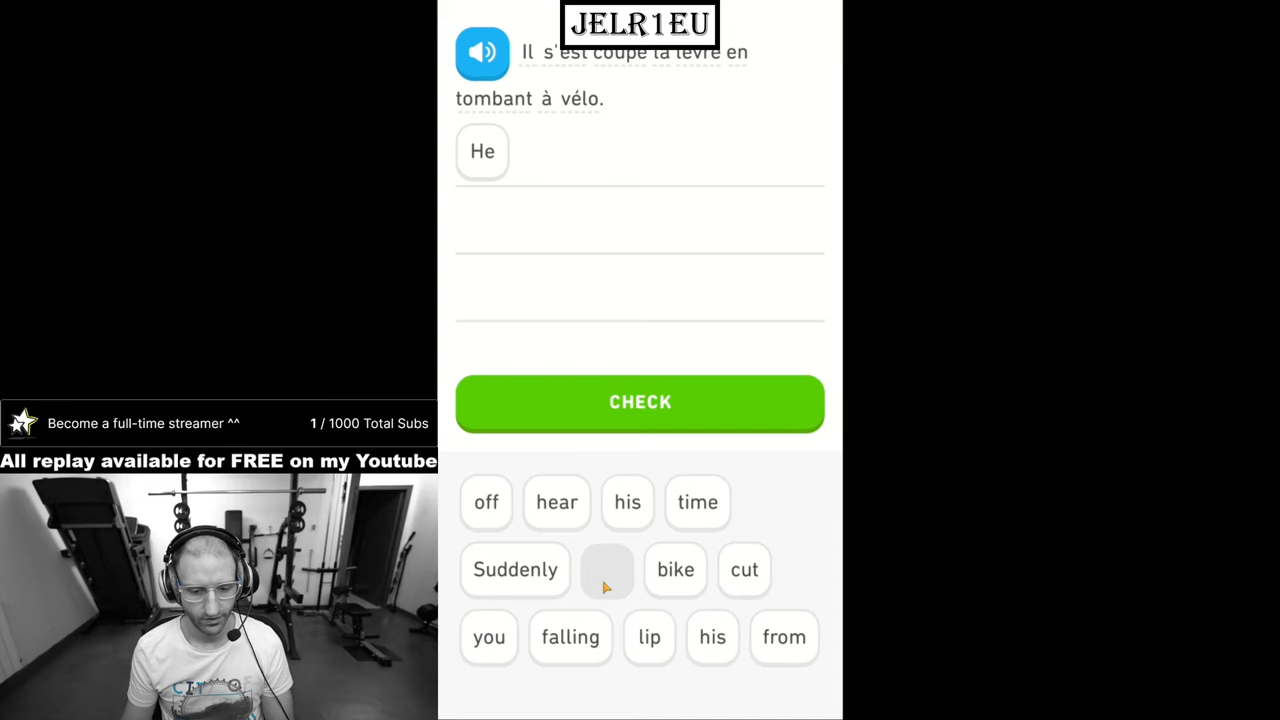 JELR1EU
Il s'est coupé la lèvre en
tombant à vélo.
He
CHECK
off hear his time
Suddenly bike cut
you falling lip his from
Become a full-time streamer ^^ 1 / 1000 Total Subs
All replay available for FREE on my Youtube